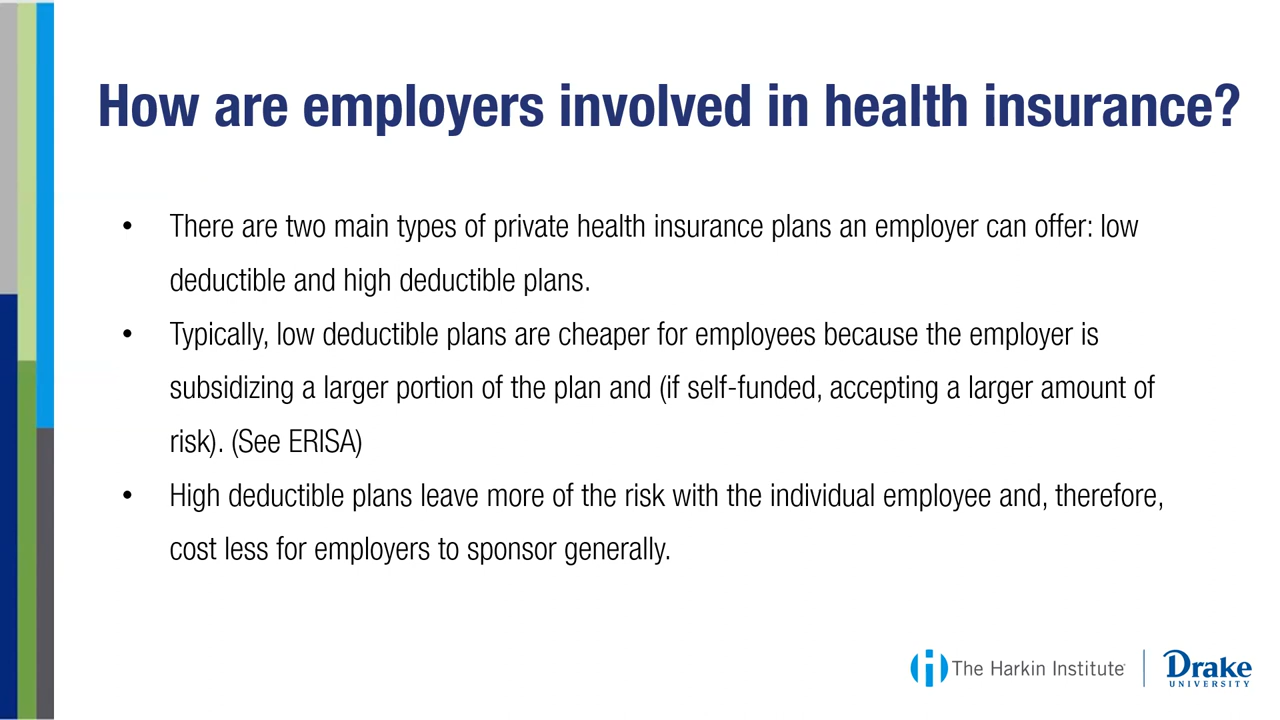 How are employers involved in health insurance?
• There are two main types of private health insurance plans an employer can offer: low
deductible and high deductible plans.
• Typically, low deductible plans are cheaper for employees because the employer is
subsidizing a larger portion of the plan and (if self-funded, accepting a larger amount of
risk). (See ERISA)
• High deductible plans leave more of the risk with the individual employee and, therefore,
cost less for employers to sponsor generally.
The Harkin Institute
Drake
UNIVERSITY